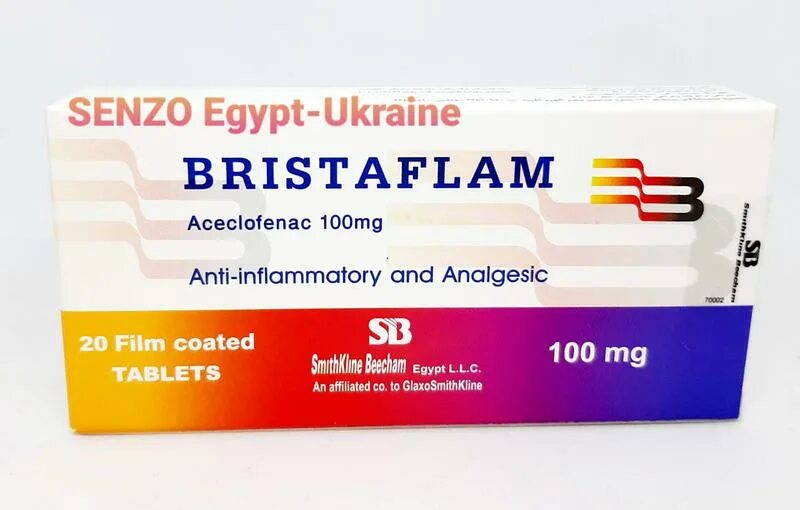 SENZO Egypt-Ukraine
BRISTAFLAM
Aceclofenac 100mg
Anti-inflammatory and Analgesic
SB
SmithKline Beecham
70002
20 Film coated
TABLETS
SB
SmithKline Beecham Egypt L.L.C.
An affiliated co. to GlaxoSmithKline
100 mg